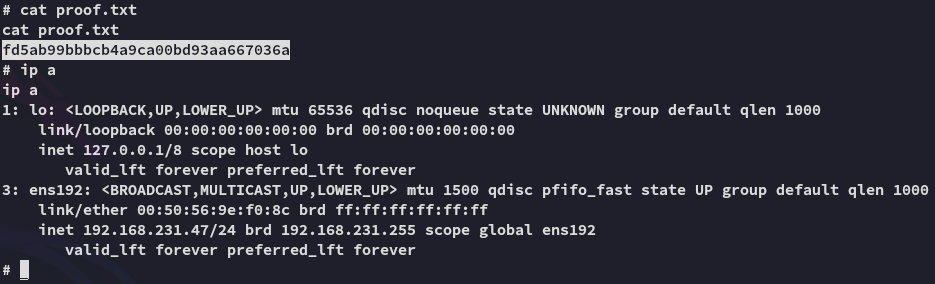 # cat proof.txt
cat proof.txt
fd5ab99bbbcb4a9ca00bd93aa667036a
# ip a
ip a
1: lo: <LOOPBACK,UP,LOWER_UP> mtu 65536 qdisc noqueue state UNKNOWN group default qlen 1000
    link/loopback 00:00:00:00:00:00 brd 00:00:00:00:00:00
    inet 127.0.0.1/8 scope host lo
       valid_lft forever preferred_lft forever
3: ens192: <BROADCAST,MULTICAST,UP,LOWER_UP> mtu 1500 qdisc pfifo_fast state UP group default qlen 1000
    link/ether 00:50:56:9e:f0:8c brd ff:ff:ff:ff:ff:ff
    inet 192.168.231.47/24 brd 192.168.231.255 scope global ens192
       valid_lft forever preferred_lft forever
#